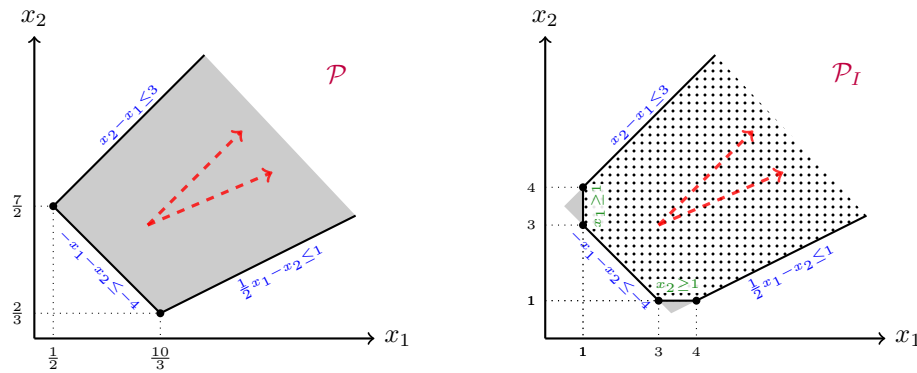 x₂
𝒫
x₂−x₁≤3
7/2
−x₁−x₂≤−4
½x₁−x₂≤1
2/3
1/2
10/3
x₁
x₂
𝒫_I
x₂−x₁≤3
4
x₁≥1
3
−x₁−x₂≤−4
x₂≥1
½x₁−x₂≤1
1
1
3
4
x₁